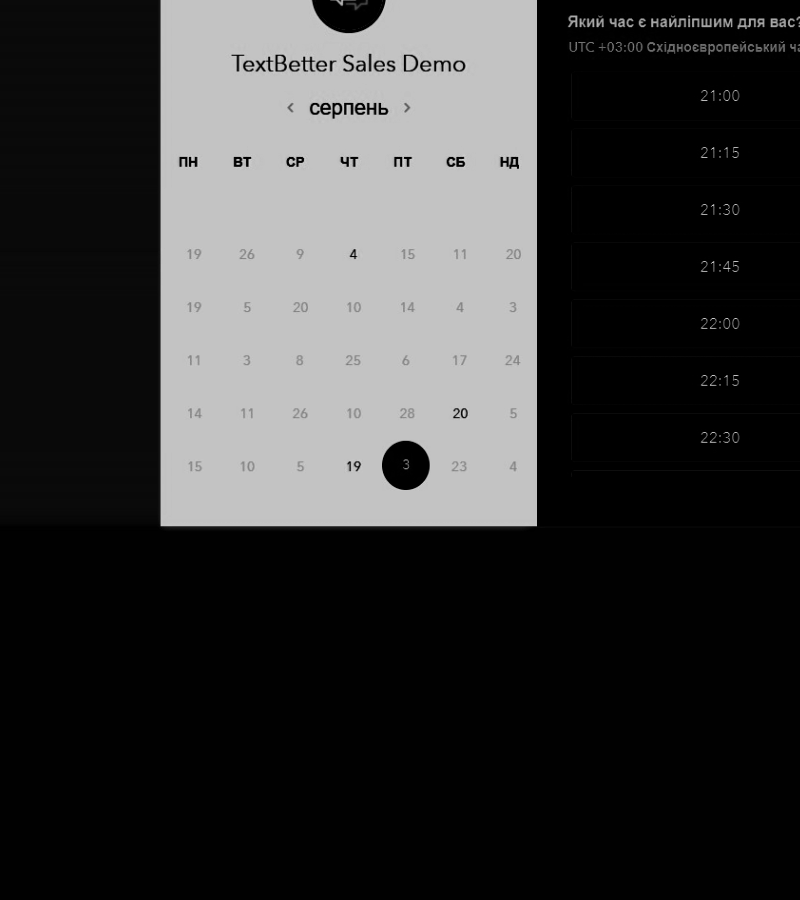 TextBetter Sales Demo
< серпень >
ПН ВТ СР ЧТ ПТ СБ НД
19 26 9 4 15 11 20
19 5 20 10 14 4 3
11 3 8 25 6 17 24
14 11 26 10 28 20 5
15 10 5 19 3 23 4
Який час є найліпшим для вас?
UTC +03:00 Східноєвропейський
21:00
21:15
21:30
21:45
22:00
22:15
22:30